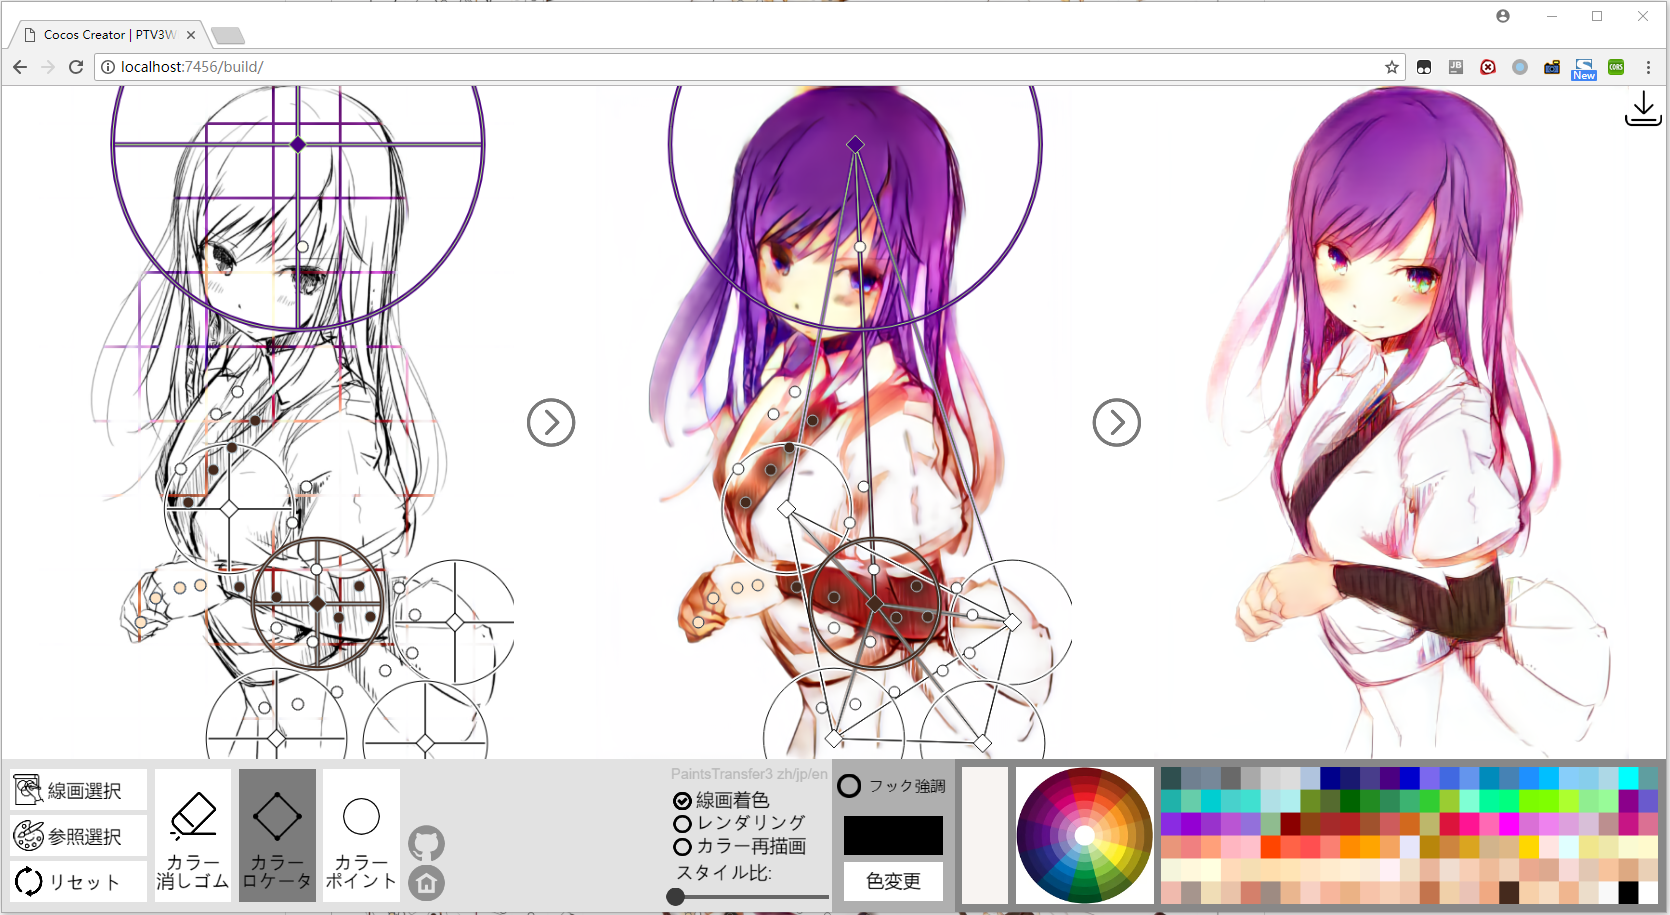 Cocos Creator | PTV3W
localhost:7456/build/
JB
New
CORS
線画選択
参照選択
リセット
カラー
消しゴム
カラー
ロケータ
カラー
ポイント
PaintsTransfer3 zh/jp/en
線画着色
レンダリング
カラー再描画
スタイル比:
フック強調
色変更